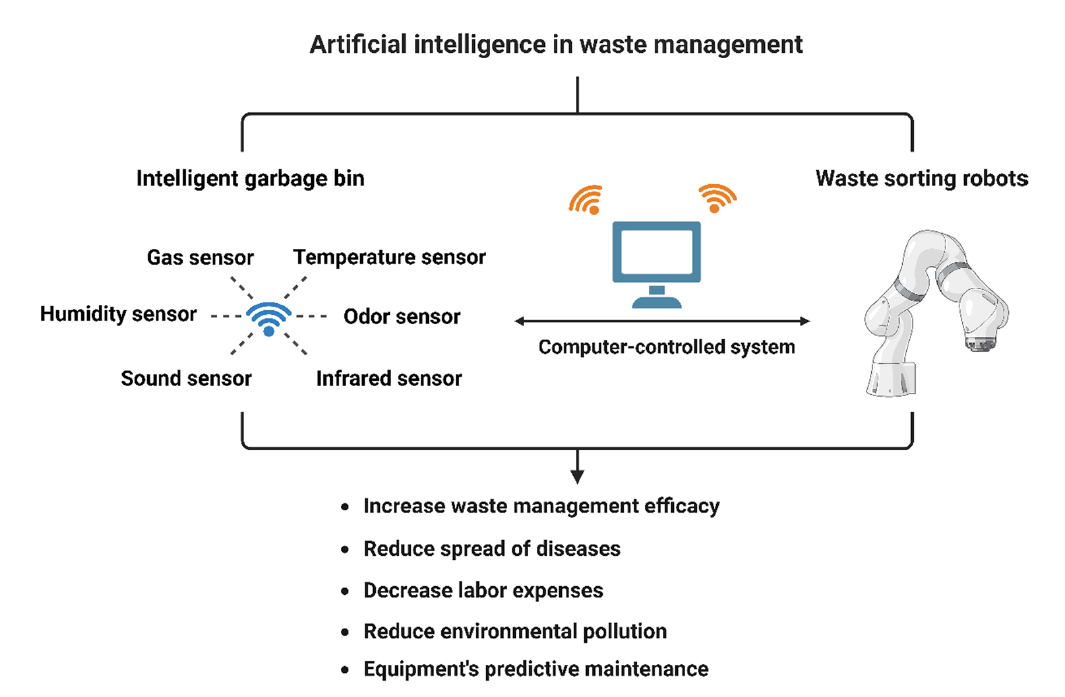 Artificial intelligence in waste management
Intelligent garbage bin
Waste sorting robots
Gas sensor
Temperature sensor
Humidity sensor
Odor sensor
Sound sensor
Infrared sensor
Computer-controlled system
• Increase waste management efficacy
• Reduce spread of diseases
• Decrease labor expenses
• Reduce environmental pollution
• Equipment's predictive maintenance